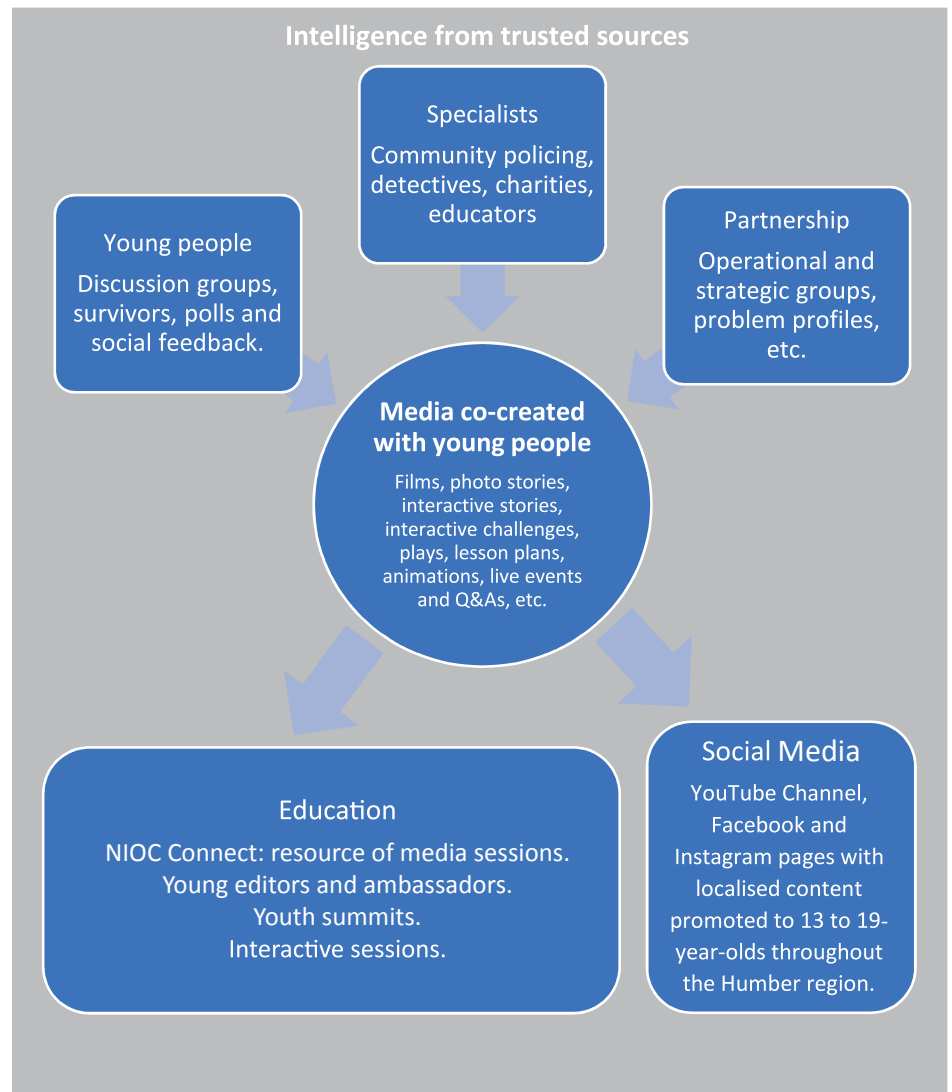 Intelligence from trusted sources
Specialists
Community policing,
detectives, charities,
educators
Young people
Discussion groups,
survivors, polls and
social feedback.
Partnership
Operational and
strategic groups,
problem profiles,
etc.
Media co-created
with young people
Films, photo stories,
interactive stories,
interactive challenges,
plays, lesson plans,
animations, live events
and Q&As, etc.
Education
NIOC Connect: resource of media sessions.
Young editors and ambassadors.
Youth summits.
Interactive sessions.
Social Media
YouTube Channel,
Facebook and
Instagram pages with
localised content
promoted to 13 to 19-
year-olds throughout
the Humber region.